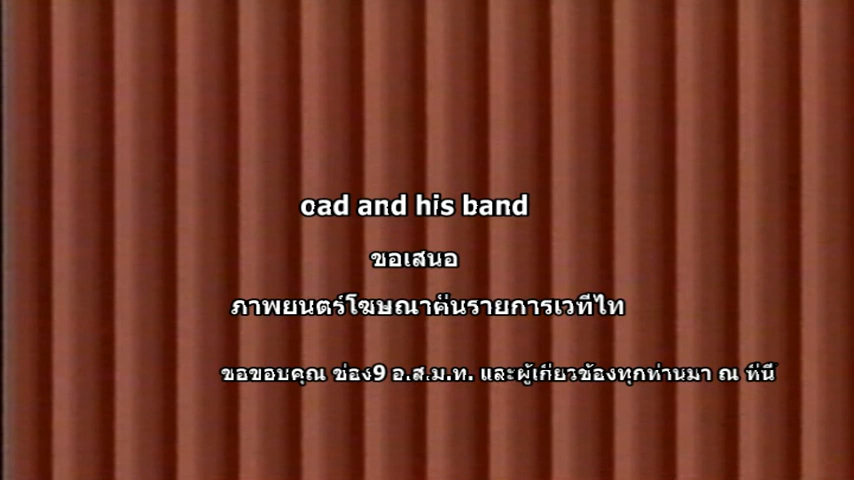 oad and his band
ขอเสนอ
ภาพยนตร์โฆษณาคั่นรายการเวทีไท
ขอขอบคุณ ช่อง9 อ.ส.ม.ท. และผู้เกี่ยวข้องทุกท่านมา ณ ที่นี้